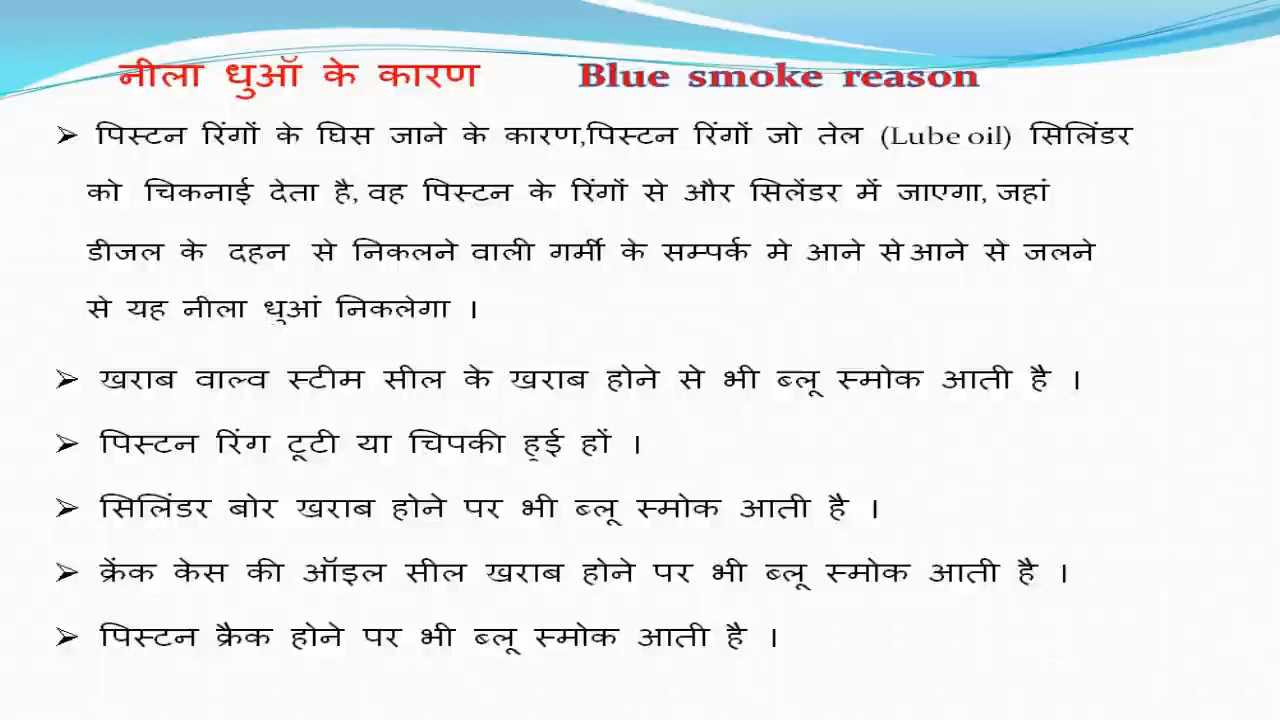 नीला धुऑ के कारण Blue smoke reason
➢ पिस्टन रिंगों के घिस जाने के कारण,पिस्टन रिंगों जो तेल (Lube oil) सिलिंडर
को चिकनाई देता है, वह पिस्टन के रिंगों से और सिलेंडर में जाएगा, जहां
डीजल के दहन से निकलने वाली गर्मी के सम्पर्क मे आने से आने से जलने
से यह नीला धुआं निकलेगा ।
➢ खराब वाल्व स्टीम सील के खराब होने से भी ब्लू स्मोक आती है ।
➢ पिस्टन रिंग टूटी या चिपकी हुई हों ।
➢ सिलिंडर बोर खराब होने पर भी ब्लू स्मोक आती है ।
➢ क्रेंक केस की ऑइल सील खराब होने पर भी ब्लू स्मोक आती है ।
➢ पिस्टन क्रैक होने पर भी ब्लू स्मोक आती है ।